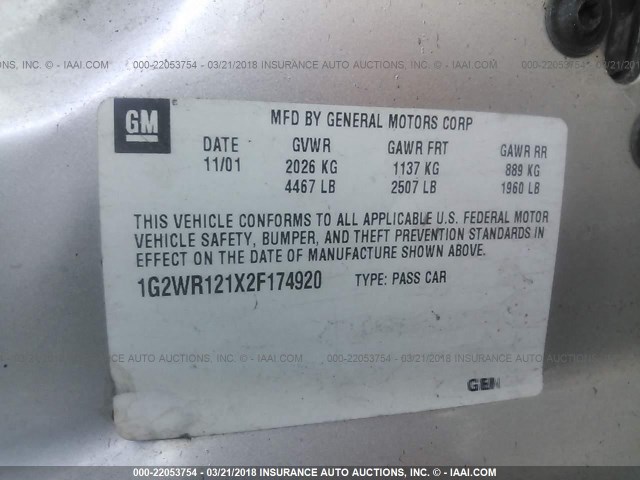 000-22053754 - 03/21/2018 INSURANCE AUTO AUCTIONS, INC. - © IAAI.COM
GM
MFD BY GENERAL MOTORS CORP
DATE GVWR GAWR FRT GAWR RR
11/01 2026 KG 1137 KG 889 KG
4467 LB 2507 LB 1960 LB
THIS VEHICLE CONFORMS TO ALL APPLICABLE U.S. FEDERAL MOTOR
VEHICLE SAFETY, BUMPER, AND THEFT PREVENTION STANDARDS IN
EFFECT ON THE DATE OF MANUFACTURE SHOWN ABOVE.
1G2WR121X2F174920 TYPE: PASS CAR
000-22053754 - 03/21/2018 INSURANCE AUTO AUCTIONS, INC. - © IAAI.COM
GEN
000-22053754 - 03/21/2018 INSURANCE AUTO AUCTIONS, INC. - © IAAI.COM